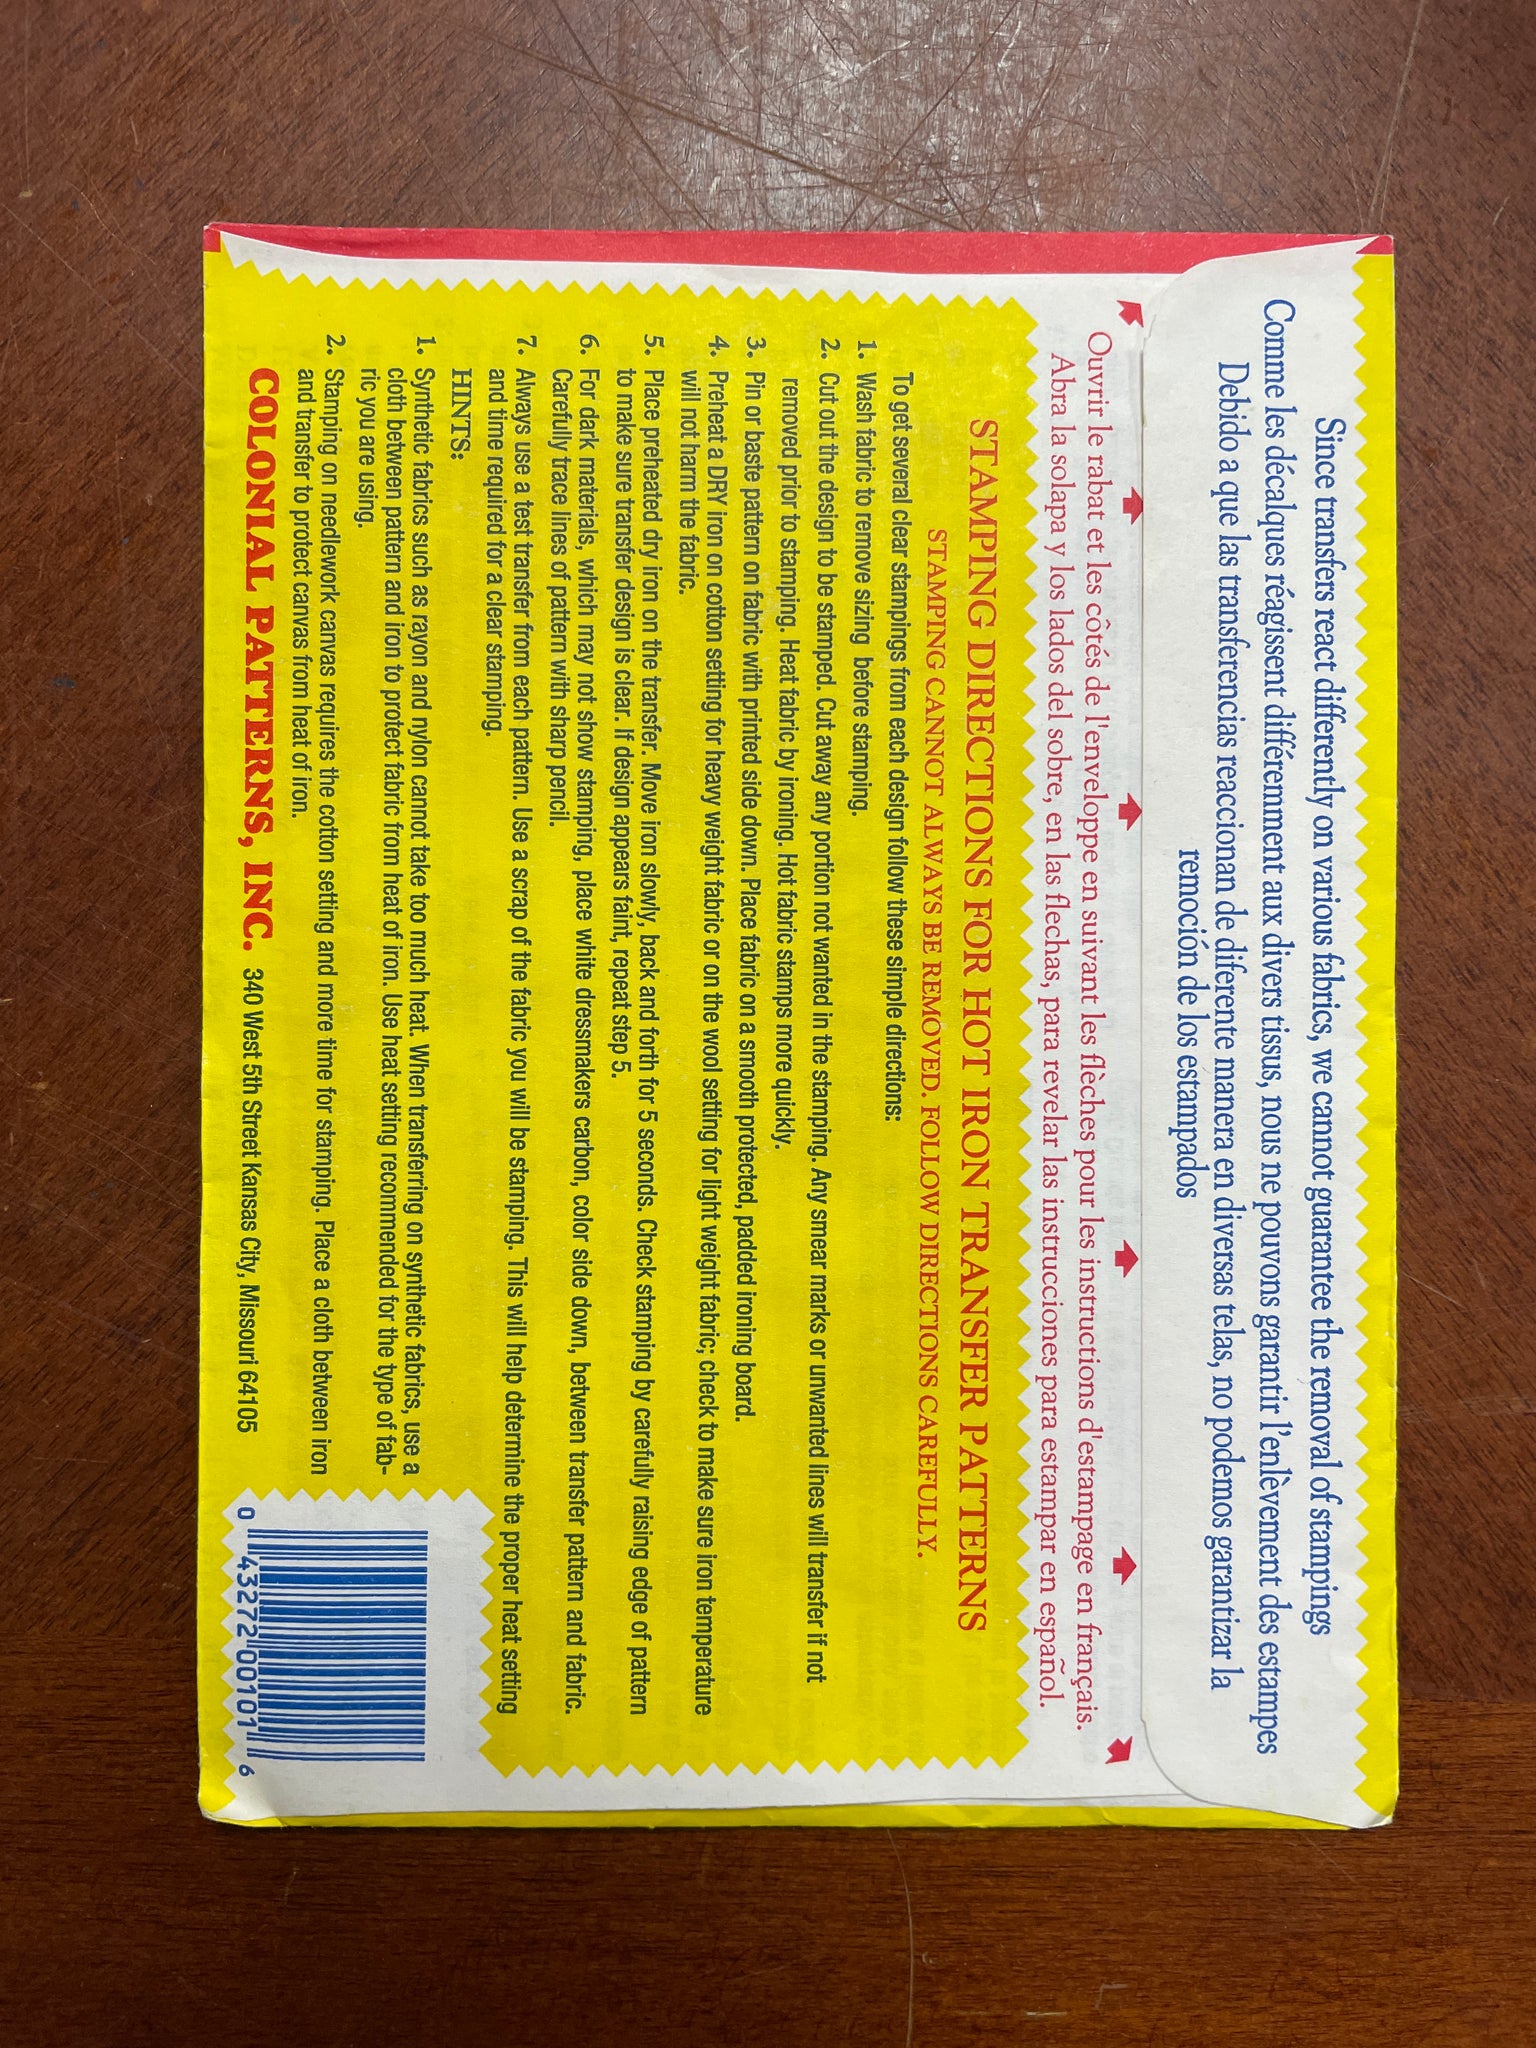 Since transfers react differently on various fabrics, we cannot guarantee the removal of stampings
Comme les décalques réagissent différemment aux divers tissus, nous ne pouvons garantir l'enlèvement des estampes
Debido a que las transferencias reaccionan de diferente manera en diversas telas, no podemos garantizar la
remoción de los estampados
Ouvrir le rabat et les côtés de l'enveloppe en suivant les flèches pour les instructions d'estampage en français.
Abra la solapa y los lados del sobre, en las flechas, para revelar las instrucciones para estampar en español.
STAMPING DIRECTIONS FOR HOT IRON TRANSFER PATTERNS
STAMPING CANNOT ALWAYS BE REMOVED. FOLLOW DIRECTIONS CAREFULLY.
To get several clear stampings from each design follow these simple directions:
1. Wash fabric to remove sizing before stamping.
2. Cut out the design to be stamped. Cut away any portion not wanted in the stamping. Any smear marks or unwanted lines will transfer if not
removed prior to stamping. Heat fabric by ironing. Hot fabric stamps more quickly.
3. Pin or baste pattern on fabric with printed side down. Place fabric on a smooth protected, padded ironing board.
4. Preheat a DRY iron on cotton setting for heavy weight fabric or on the wool setting for light weight fabric; check to make sure iron temperature
will not harm the fabric.
5. Place preheated dry iron on the transfer. Move iron slowly, back and forth for 5 seconds. Check stamping by carefully raising edge of pattern
to make sure transfer design is clear. If design appears faint, repeat step 5.
6. For dark materials, which may not show stamping, place white dressmakers carbon, color side down, between transfer pattern and fabric.
Carefully trace lines of pattern with sharp pencil.
7. Always use a test transfer from each pattern. Use a scrap of the fabric you will be stamping. This will help determine the proper heat setting
and time required for a clear stamping.
HINTS:
1. Synthetic fabrics such as rayon and nylon cannot take too much heat. When transferring on synthetic fabrics, use a
cloth between pattern and iron to protect fabric from heat of iron. Use heat setting recommended for the type of fab-
ric you are using.
2. Stamping on needlework canvas requires the cotton setting and more time for stamping. Place a cloth between iron
and transfer to protect canvas from heat of iron.
COLONIAL PATTERNS, INC. 340 West 5th Street Kansas City, Missouri 64105
0 43272 00101 6